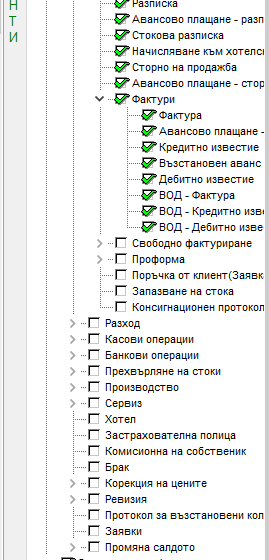 Н
Т
И
Разписка
Авансово плащане - разп
Стокова разписка
Начисляване към хотелс
Сторно на продажба
Авансово плащане - стор
Фактури
Фактура
Авансово плащане -
Кредитно известие
Възстановен аванс
Дебитно известие
ВОД - Фактура
ВОД - Кредитно изве
ВОД - Дебитно изве
Свободно фактуриране
Проформа
Поръчка от клиент(Заявк
Запазване на стока
Консигнационен протокол
Разход
Касови операции
Банкови операции
Прехвърляне на стоки
Производство
Сервиз
Хотел
Застрахователна полица
Комисионна на собственик
Брак
Корекция на цените
Ревизия
Протокол за възстановени кол
Заявки
Промяна салдото